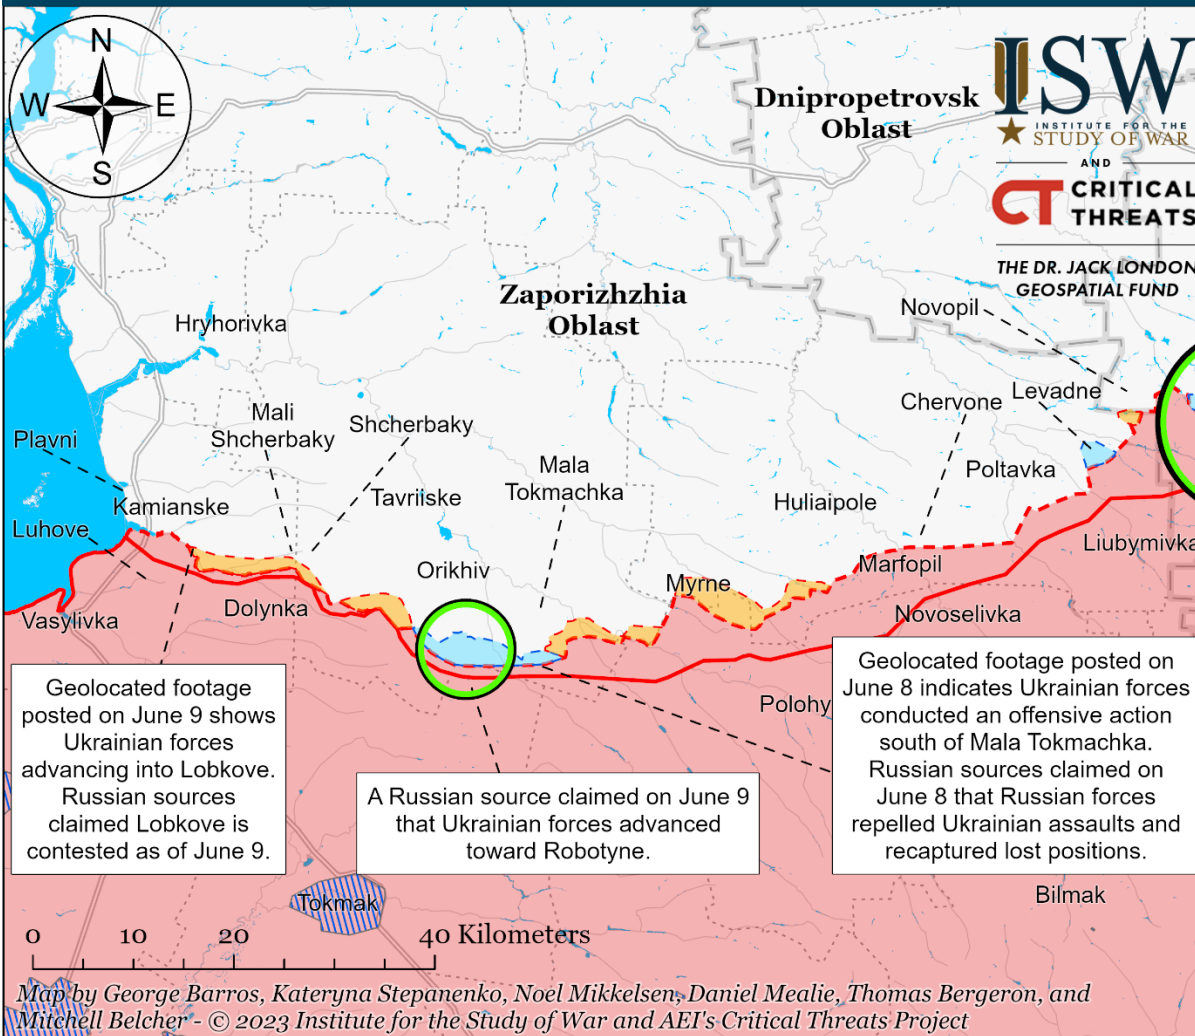 N
W
E
S
ISW
INSTITUTE FOR THE
STUDY OF WAR
AND
CT CRITICAL
THREATS
THE DR. JACK LONDON
GEOSPATIAL FUND
Dnipropetrovsk
Oblast
Zaporizhzhia
Oblast
Novopil
Hryhorivka
Levadne
Chervone
Mali
Shcherbaky
Shcherbaky
Plavni
Mala
Tokmachka
Poltavka
Tavriiske
Huliaipole
Kamianske
Luhove
Liubymivka
Orikhiv
Marfopil
Myrne
Dolynka
Novoselivka
Vasylivka
Polohy
Geolocated footage
posted on June 9 shows
Ukrainian forces
advancing into Lobkove.
Russian sources
claimed Lobkove is
contested as of June 9.
A Russian source claimed on June 9
that Ukrainian forces advanced
toward Robotyne.
Geolocated footage posted on
June 8 indicates Ukrainian forces
conducted an offensive action
south of Mala Tokmachka.
Russian sources claimed on
June 8 that Russian forces
repelled Ukrainian assaults and
recaptured lost positions.
Bilmak
Tokmak
0 10 20 40 Kilometers
Map by George Barros, Kateryna Stepanenko, Noel Mikkelsen, Daniel Mealie, Thomas Bergeron, and
Mitchell Belcher - © 2023 Institute for the Study of War and AEI's Critical Threats Project